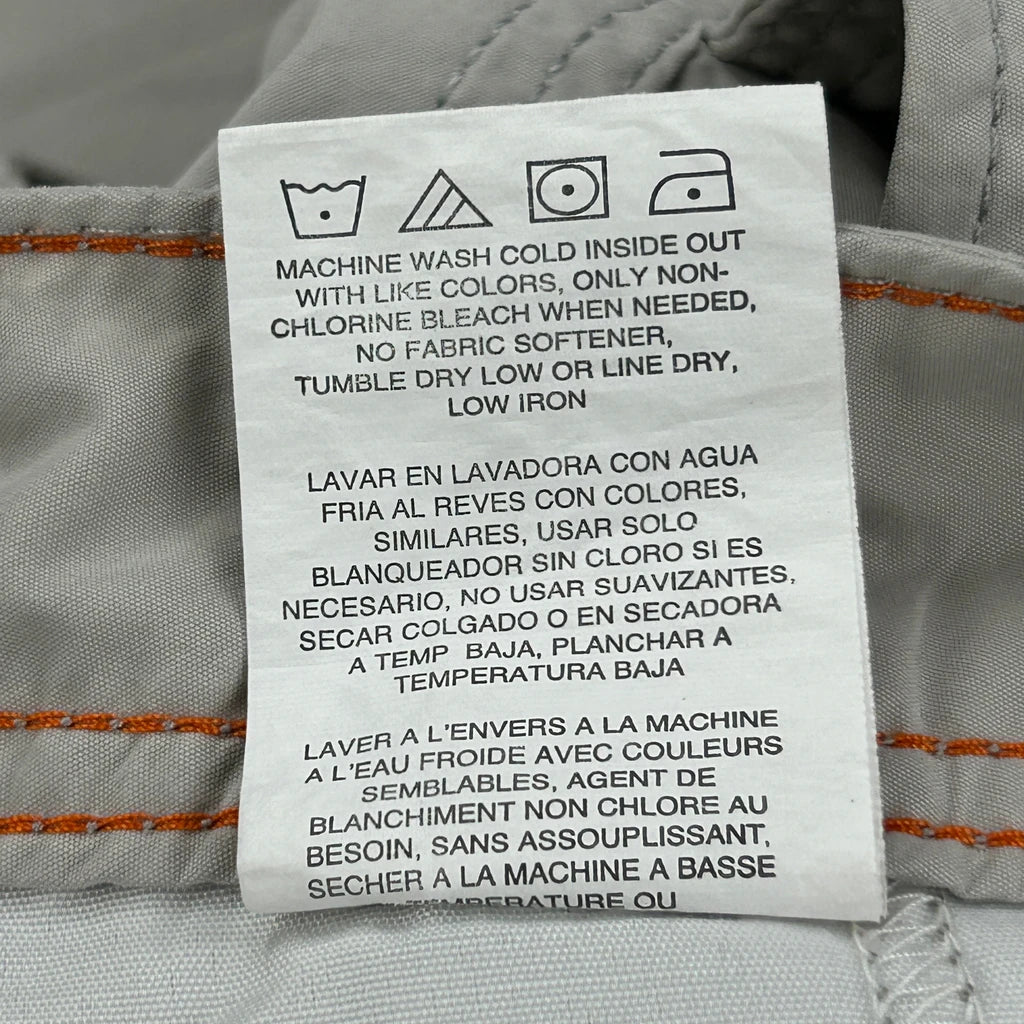 MACHINE WASH COLD INSIDE OUT
WITH LIKE COLORS, ONLY NON-
CHLORINE BLEACH WHEN NEEDED,
NO FABRIC SOFTENER,
TUMBLE DRY LOW OR LINE DRY,
LOW IRON
LAVAR EN LAVADORA CON AGUA
FRIA AL REVES CON COLORES,
SIMILARES, USAR SOLO
BLANQUEADOR SIN CLORO SI ES
NECESARIO, NO USAR SUAVIZANTES,
SECAR COLGADO O EN SECADORA
A TEMP BAJA, PLANCHAR A
TEMPERATURA BAJA
LAVER A L'ENVERS A LA MACHINE
A L'EAU FROIDE AVEC COULEURS
SEMBLABLES, AGENT DE
BLANCHIMENT NON CHLORE AU
BESOIN, SANS ASSOUPLISSANT,
SECHER A LA MACHINE A BASSE
TEMPERATURE OU